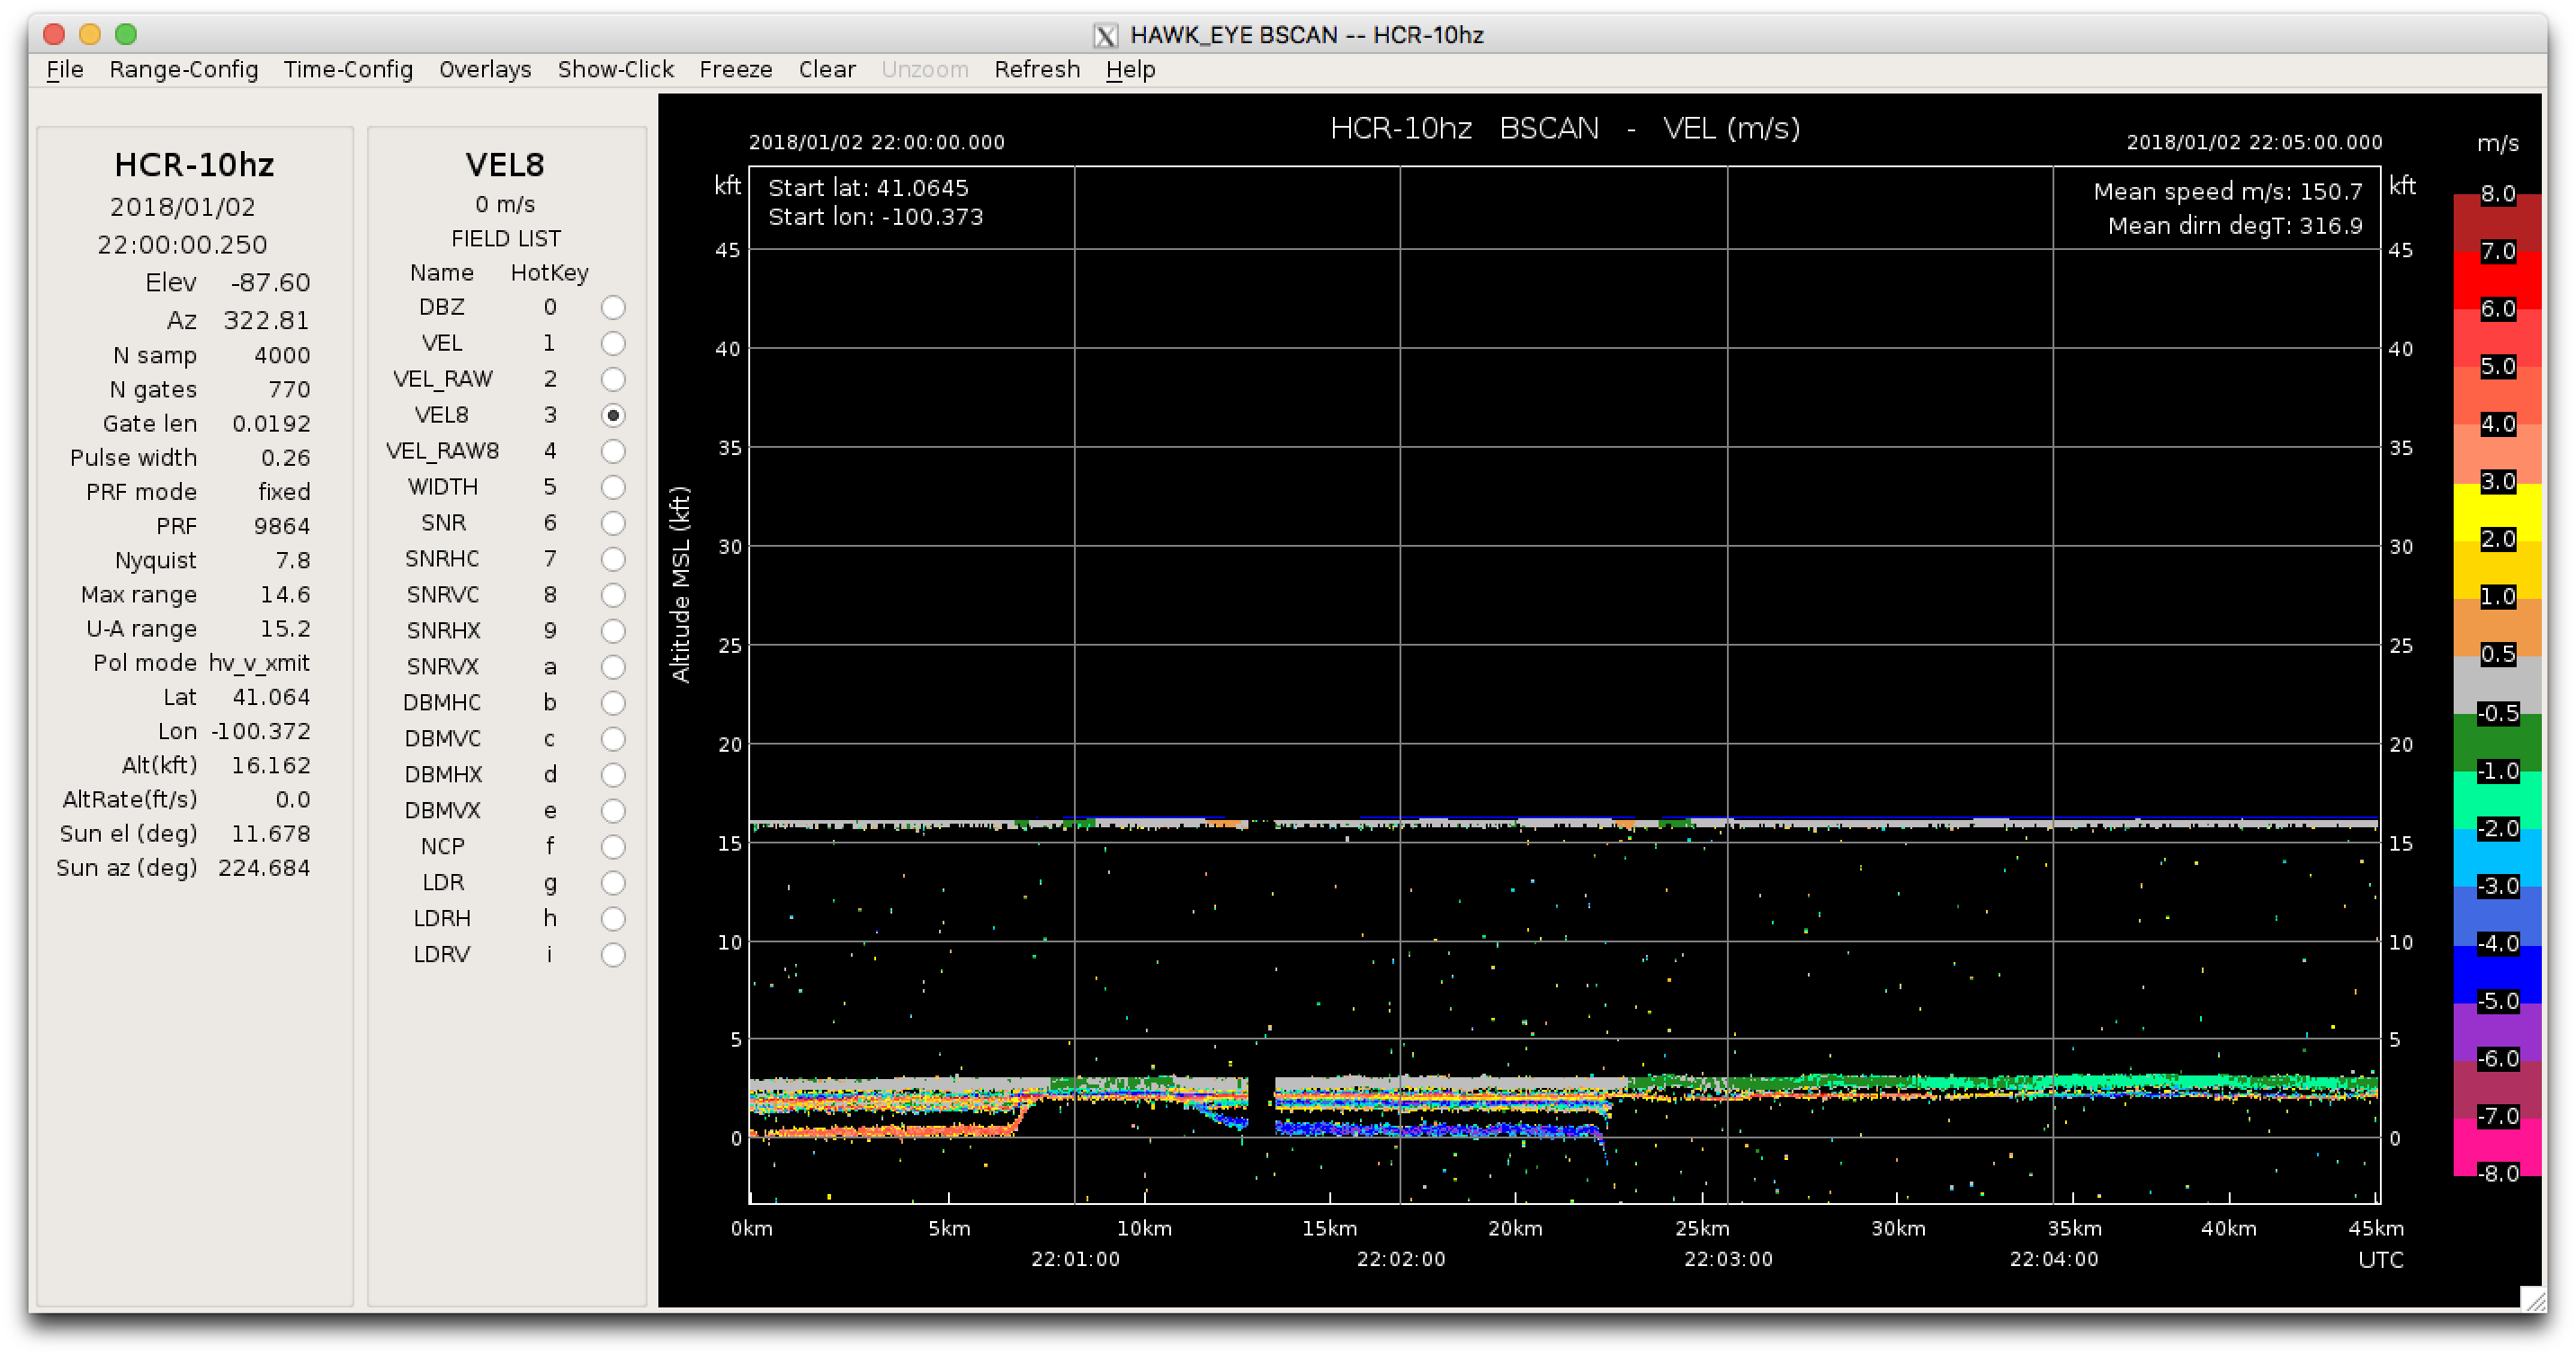 HAWK_EYE BSCAN -- HCR-10hz
File Range-Config Time-Config Overlays Show-Click Freeze Clear Unzoom Refresh Help
HCR-10hz
2018/01/02
22:00:00.250
Elev -87.60
Az 322.81
N samp 4000
N gates 770
Gate len 0.0192
Pulse width 0.26
PRF mode fixed
PRF 9864
Nyquist 7.8
Max range 14.6
U-A range 15.2
Pol mode hv_v_xmit
Lat 41.064
Lon -100.372
Alt(kft) 16.162
AltRate(ft/s) 0.0
Sun el (deg) 11.678
Sun az (deg) 224.684
VEL8
0 m/s
FIELD LIST
Name HotKey
DBZ 0
VEL 1
VEL_RAW 2
VEL8 3
VEL_RAW8 4
WIDTH 5
SNR 6
SNRHC 7
SNRVC 8
SNRHX 9
SNRVX a
DBMHC b
DBMVC c
DBMHX d
DBMVX e
NCP f
LDR g
LDRH h
LDRV i
HCR-10hz BSCAN - VEL (m/s)
2018/01/02 22:00:00.000
2018/01/02 22:05:00.000
Start lat: 41.0645
Start lon: -100.373
Mean speed m/s: 150.7
Mean dirn degT: 316.9
Altitude MSL (kft)
kft
45
40
35
30
25
20
15
10
5
0
kft
45
40
35
30
25
20
15
10
5
0
0km 5km 10km 15km 20km 25km 30km 35km 40km 45km
22:01:00 22:02:00 22:03:00 22:04:00 UTC
m/s
8.0
7.0
6.0
5.0
4.0
3.0
2.0
1.0
0.5
-0.5
-1.0
-2.0
-3.0
-4.0
-5.0
-6.0
-7.0
-8.0